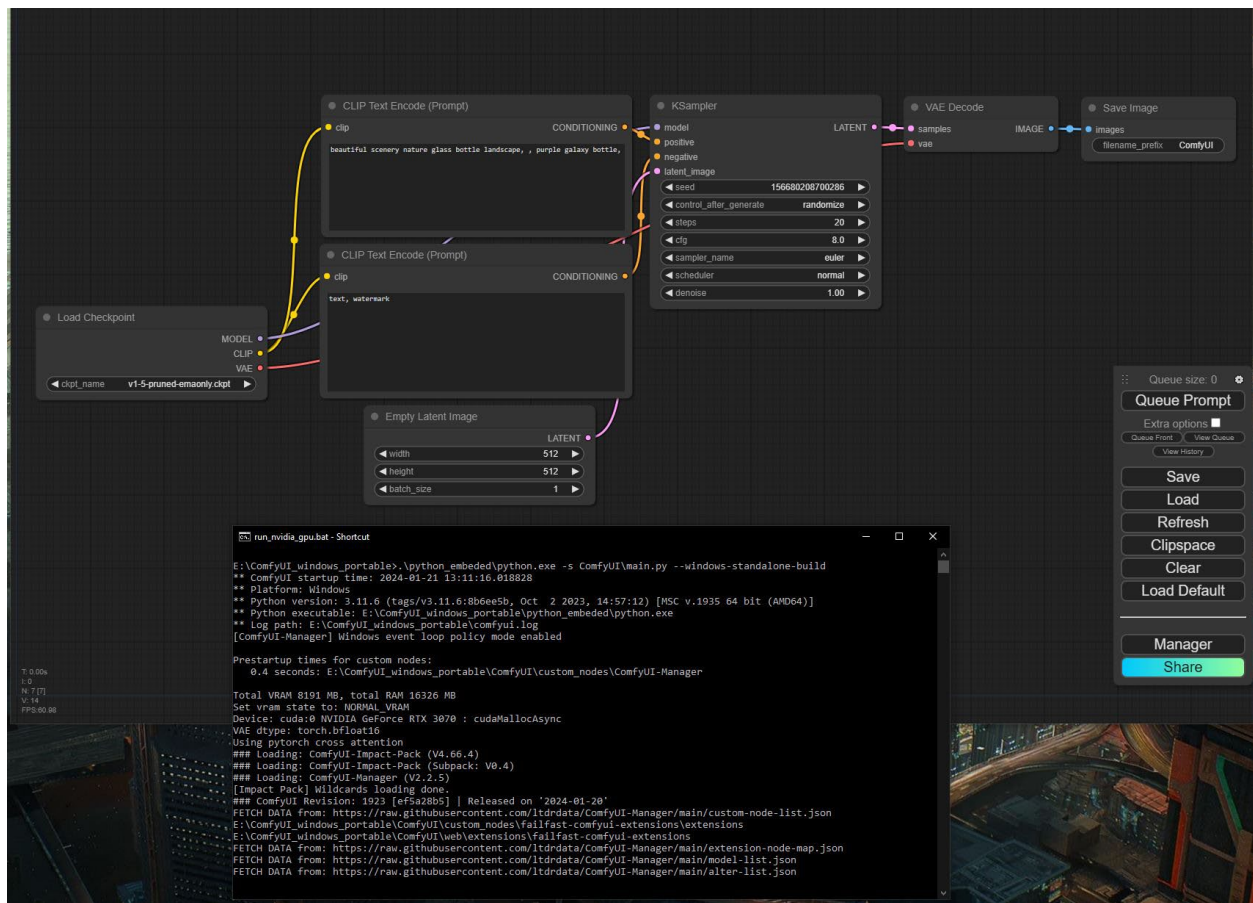 CLIP Text Encode (Prompt)
clip CONDITIONING
beautiful scenery nature glass bottle landscape, , purple galaxy bottle,
KSampler
model LATENT
positive
negative
latent_image
seed 156680208700286
control_after_generate randomize
steps 20
cfg 8.0
sampler_name euler
scheduler normal
denoise 1.00
VAE Decode
samples IMAGE
vae
Save Image
images
filename_prefix ComfyUI
CLIP Text Encode (Prompt)
clip CONDITIONING
text, watermark
Load Checkpoint
MODEL
CLIP
VAE
ckpt_name v1-5-pruned-emaonly.ckpt
Empty Latent Image
LATENT
width 512
height 512
batch_size 1
Queue size: 0
Queue Prompt
Extra options
Queue Front View Queue
View History
Save
Load
Refresh
Clipspace
Clear
Load Default
Manager
Share
T: 0.00s
I: 0
N: 7 [7]
V: 14
FPS:60.98
run_nvidia_gpu.bat - Shortcut
E:\ComfyUI_windows_portable>.\python_embeded\python.exe -s ComfyUI\main.py --windows-standalone-build
** ComfyUI startup time: 2024-01-21 13:11:16.018828
** Platform: Windows
** Python version: 3.11.6 (tags/v3.11.6:8b6ee5b, Oct  2 2023, 14:57:12) [MSC v.1935 64 bit (AMD64)]
** Python executable: E:\ComfyUI_windows_portable\python_embeded\python.exe
** Log path: E:\ComfyUI_windows_portable\comfyui.log
[ComfyUI-Manager] Windows event loop policy mode enabled
Prestartup times for custom nodes:
0.4 seconds: E:\ComfyUI_windows_portable\ComfyUI\custom_nodes\ComfyUI-Manager
Total VRAM 8191 MB, total RAM 16326 MB
Set vram state to: NORMAL_VRAM
Device: cuda:0 NVIDIA GeForce RTX 3070 : cudaMallocAsync
VAE dtype: torch.bfloat16
Using pytorch cross attention
### Loading: ComfyUI-Impact-Pack (V4.66.4)
### Loading: ComfyUI-Impact-Pack (Subpack: V0.4)
### Loading: ComfyUI-Manager (V2.2.5)
[Impact Pack] Wildcards loading done.
### ComfyUI Revision: 1923 [ef5a28b5] | Released on '2024-01-20'
FETCH DATA from: https://raw.githubusercontent.com/ltdrdata/ComfyUI-Manager/main/custom-node-list.json
E:\ComfyUI_windows_portable\ComfyUI\custom_nodes\failfast-comfyui-extensions\extensions
E:\ComfyUI_windows_portable\ComfyUI\web\extensions\failfast-comfyui-extensions
FETCH DATA from: https://raw.githubusercontent.com/ltdrdata/ComfyUI-Manager/main/extension-node-map.json
FETCH DATA from: https://raw.githubusercontent.com/ltdrdata/ComfyUI-Manager/main/model-list.json
FETCH DATA from: https://raw.githubusercontent.com/ltdrdata/ComfyUI-Manager/main/alter-list.json